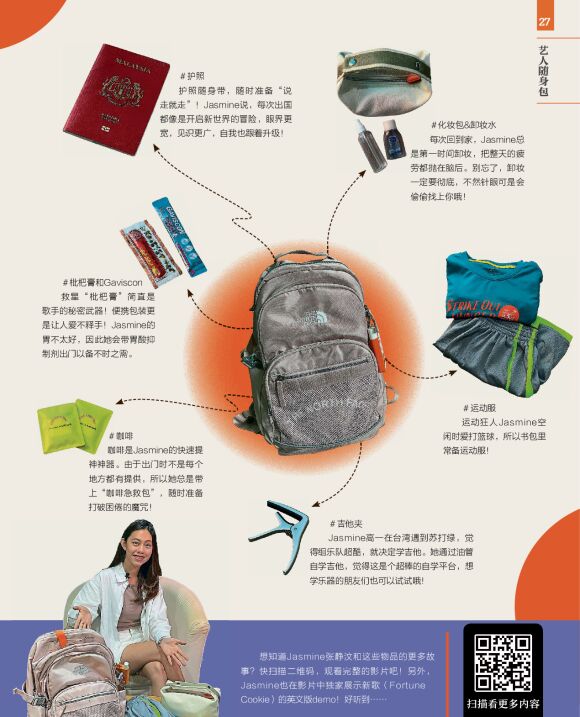 27
艺人随身包
MALAYSIA
#护照
护照随身带，随时准备“说
走就走”！Jasmine说，每次出国
都像是开启新世界的冒险，眼界更
宽，见识更广，自我也跟着升级！
#化妆包&卸妆水
每次回到家，Jasmine总
是第一时间卸妆，把整天的疲
劳都抛在脑后。别忘了，卸妆
一定要彻底，不然针眼可是会
偷偷找上你哦！
GAVISCON
#枇杷膏和Gaviscon
救星“枇杷膏”简直是
歌手的秘密武器！便携包装更
是让人爱不释手！Jasmine的
胃不太好，因此她会带胃酸抑
制剂出门以备不时之需。
THE
NORTH
FACE
NORTH FACE
STRIKE OUT
#运动服
运动狂人Jasmine空
闲时爱打篮球，所以书包里
常备运动服！
#咖啡
咖啡是Jasmine的快速提
神神器。由于出门时不是每个
地方都有提供，所以她总是带
上“咖啡急救包”，随时准备
打破困倦的魔咒！
#吉他夹
Jasmine高一在台湾遇到苏打绿，觉
得组乐队超酷，就决定学吉他。她通过油管
自学吉他，觉得这是个超棒的自学平台，想
学乐器的朋友们也可以试试哦！
想知道Jasmine张静汶和这些物品的更多故
事？快扫描二维码，观看完整的影片吧！另外，
Jasmine也在影片中独家展示新歌《Fortune
Cookie》的英文版demo！好听到……
扫描看更多内容